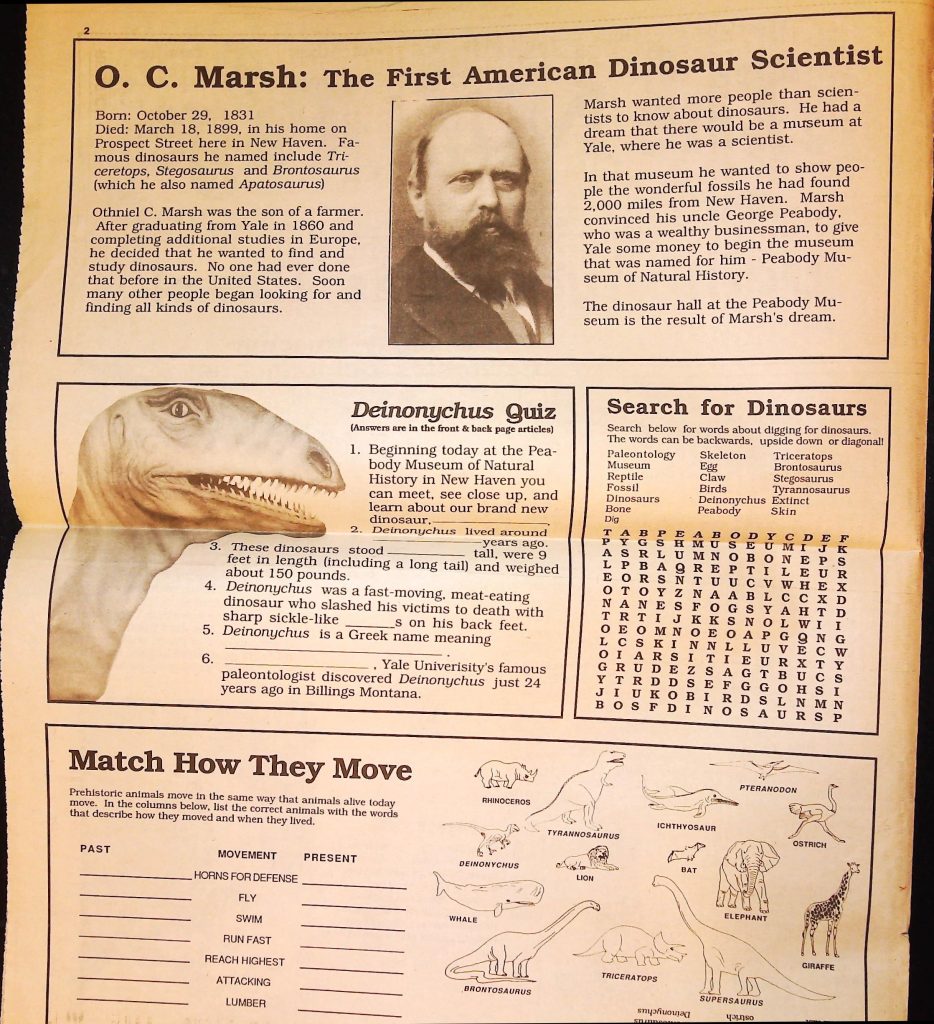 2
O. C. Marsh: The First American Dinosaur Scientist
Born: October 29, 1831
Died: March 18, 1899, in his home on
Prospect Street here in New Haven. Fa-
mous dinosaurs he named include Tri-
ceretops, Stegosaurus and Brontosaurus
(which he also named Apatosaurus)
Othniel C. Marsh was the son of a farmer.
After graduating from Yale in 1860 and
completing additional studies in Europe,
he decided that he wanted to find and
study dinosaurs. No one had ever done
that before in the United States. Soon
many other people began looking for and
finding all kinds of dinosaurs.
Marsh wanted more people than scien-
tists to know about dinosaurs. He had a
dream that there would be a museum at
Yale, where he was a scientist.
In that museum he wanted to show peo-
ple the wonderful fossils he had found
2,000 miles from New Haven. Marsh
convinced his uncle George Peabody,
who was a wealthy businessman, to give
Yale some money to begin the museum
that was named for him - Peabody Mu-
seum of Natural History.
The dinosaur hall at the Peabody Mu-
seum is the result of Marsh's dream.
Deinonychus Quiz
(Answers are in the front & back page articles)
1. Beginning today at the Pea-
body Museum of Natural
History in New Haven you
can meet, see close up, and
learn about our brand new
dinosaur,____________.
2. Deinonychus lived around
____________years ago.
3. These dinosaurs stood __________ tall, were 9
feet in length (including a long tail) and weighed
about 150 pounds.
4. Deinonychus was a fast-moving, meat-eating
dinosaur who slashed his victims to death with
sharp sickle-like _______s on his back feet.
5. Deinonychus is a Greek name meaning
____________________.
6. ________________, Yale Univerisity's famous
paleontologist discovered Deinonychus just 24
years ago in Billings Montana.
Search for Dinosaurs
Search below for words about digging for dinosaurs.
The words can be backwards, upside down or diagonal!
Paleontology Skeleton Triceratops
Museum Egg Brontosaurus
Reptile Claw Stegosaurus
Fossil Birds Tyrannosaurus
Dinosaurs Deinonychus Extinct
Bone Peabody Skin
Dig
T A B P E A B O D Y C D E F
P Y G S H M U S E U M I J K
A S R L U M N O B O N E P S
L P B A Q R E P T I L E U R
E O R S N T U U C V W H E X
O T O Y Z N A A B L C C X D
N A N E S F O G S Y A H T D
T R T I J K K S N O L W I I
O E O M N O E O A P G Q N G
L C S K I N N L L U V E C W
O I A R S I T I E U R X T Y
G R U D E Z S A G T B U C S
Y T R D D S E F G G O H S I
J I U K O B I R D S L N M N
B O S F D I N O S A U R S P
Match How They Move
Prehistoric animals move in the same way that animals alive today
move. In the columns below, list the correct animals with the words
that describe how they moved and when they lived.
PAST MOVEMENT PRESENT
HORNS FOR DEFENSE
FLY
SWIM
RUN FAST
REACH HIGHEST
ATTACKING
LUMBER
RHINOCEROS
TYRANNOSAURUS
ICHTHYOSAUR
PTERANODON
OSTRICH
DEINONYCHUS
LION
BAT
ELEPHANT
WHALE
GIRAFFE
BRONTOSAURUS
TRICERATOPS
SUPERSAURUS
Deinonychus
ostrich